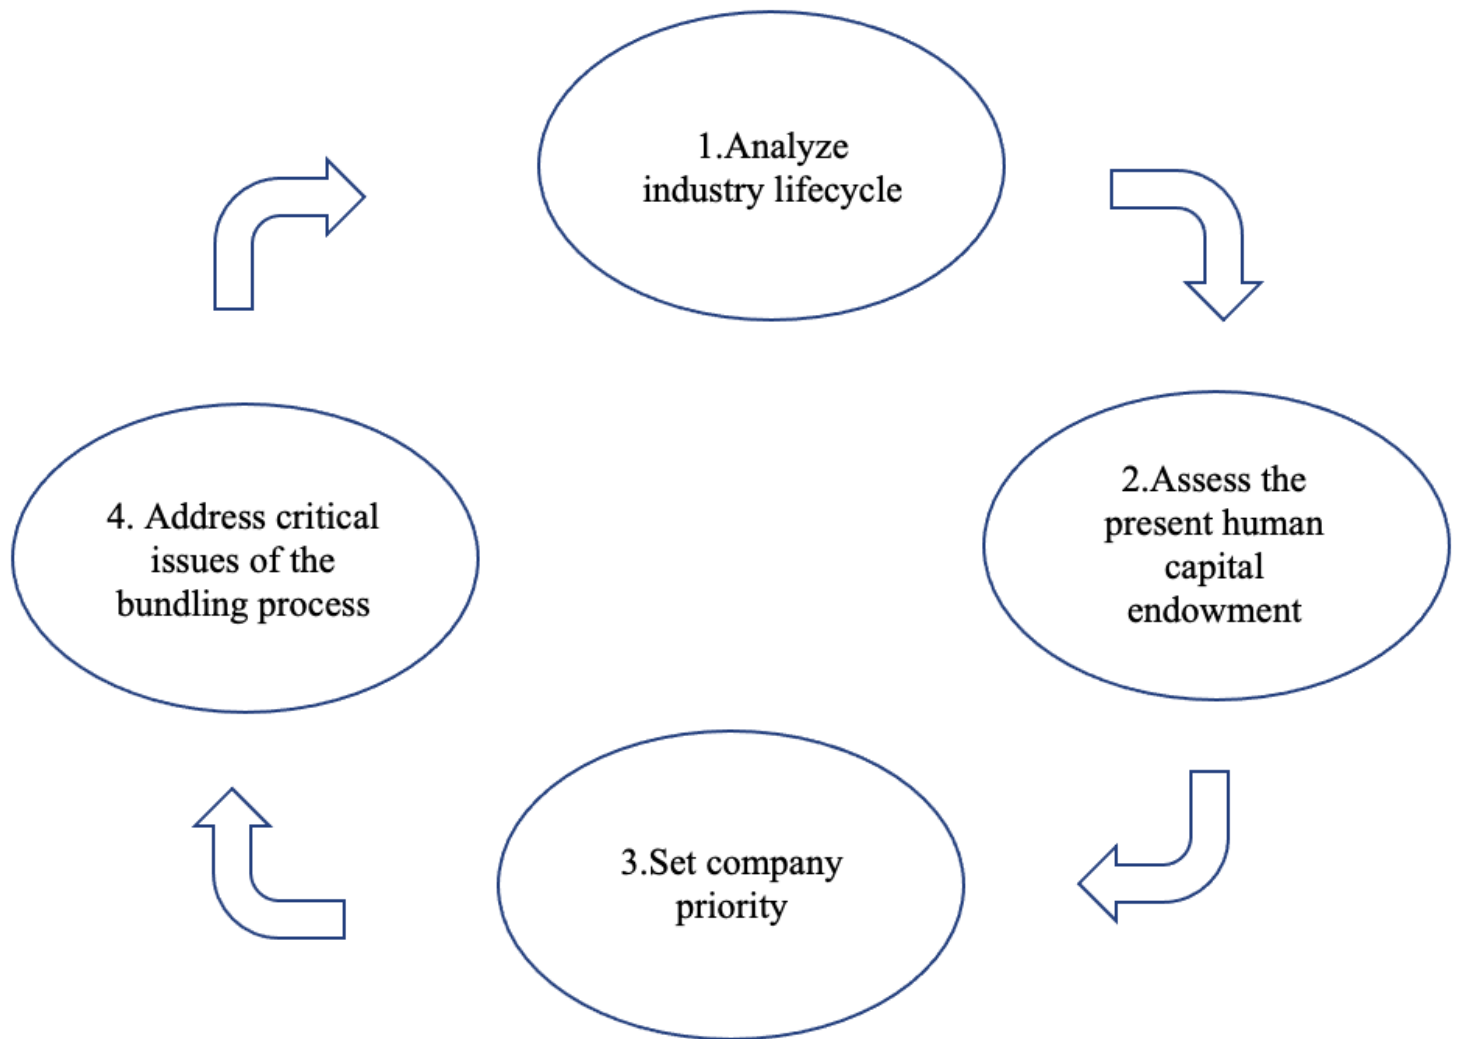 1.Analyze
industry lifecycle
2.Assess the
present human
capital
endowment
3.Set company
priority
4. Address critical
issues of the
bundling process